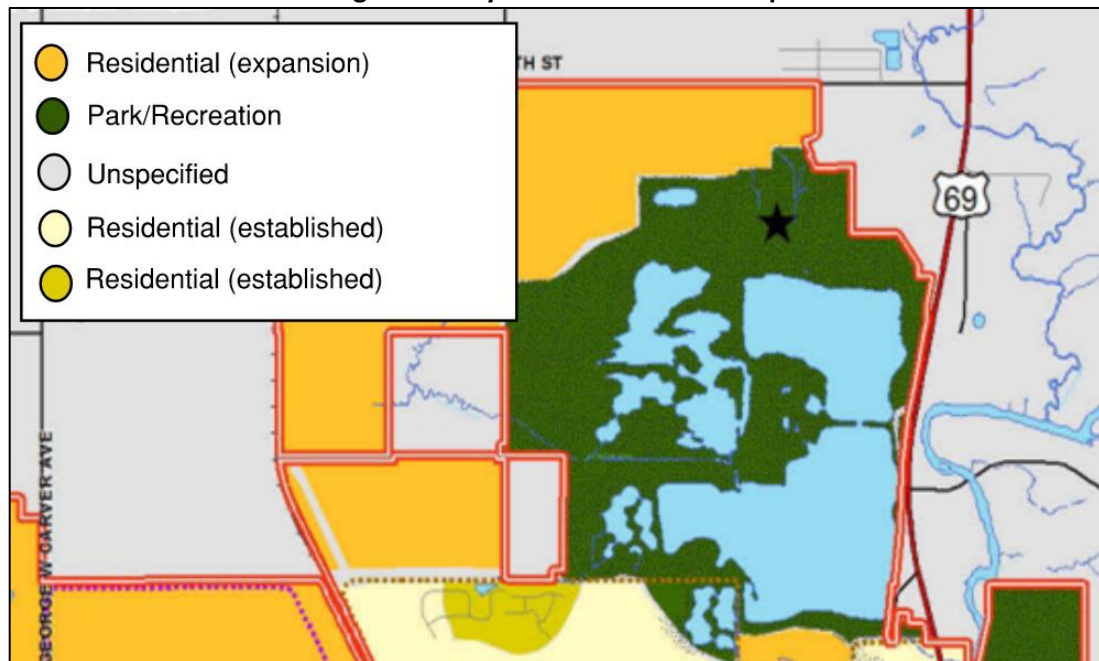 TH ST
Residential (expansion)
Park/Recreation
Unspecified
Residential (established)
Residential (established)
69
GEORGE W CARVER AVE